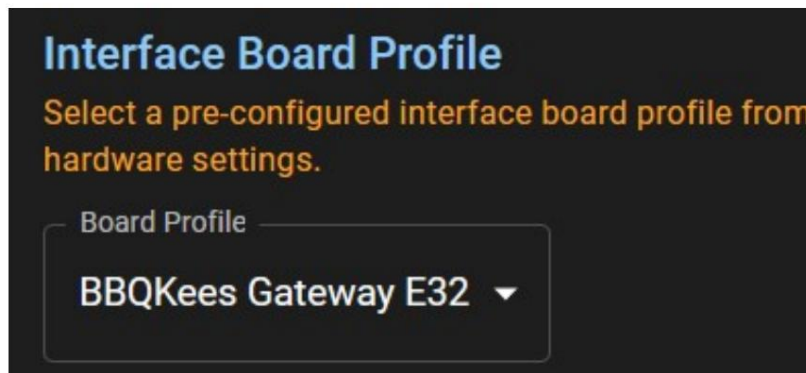 Interface Board Profile
Select a pre-configured interface board profile from
hardware settings.
Board Profile
BBQKees Gateway E32